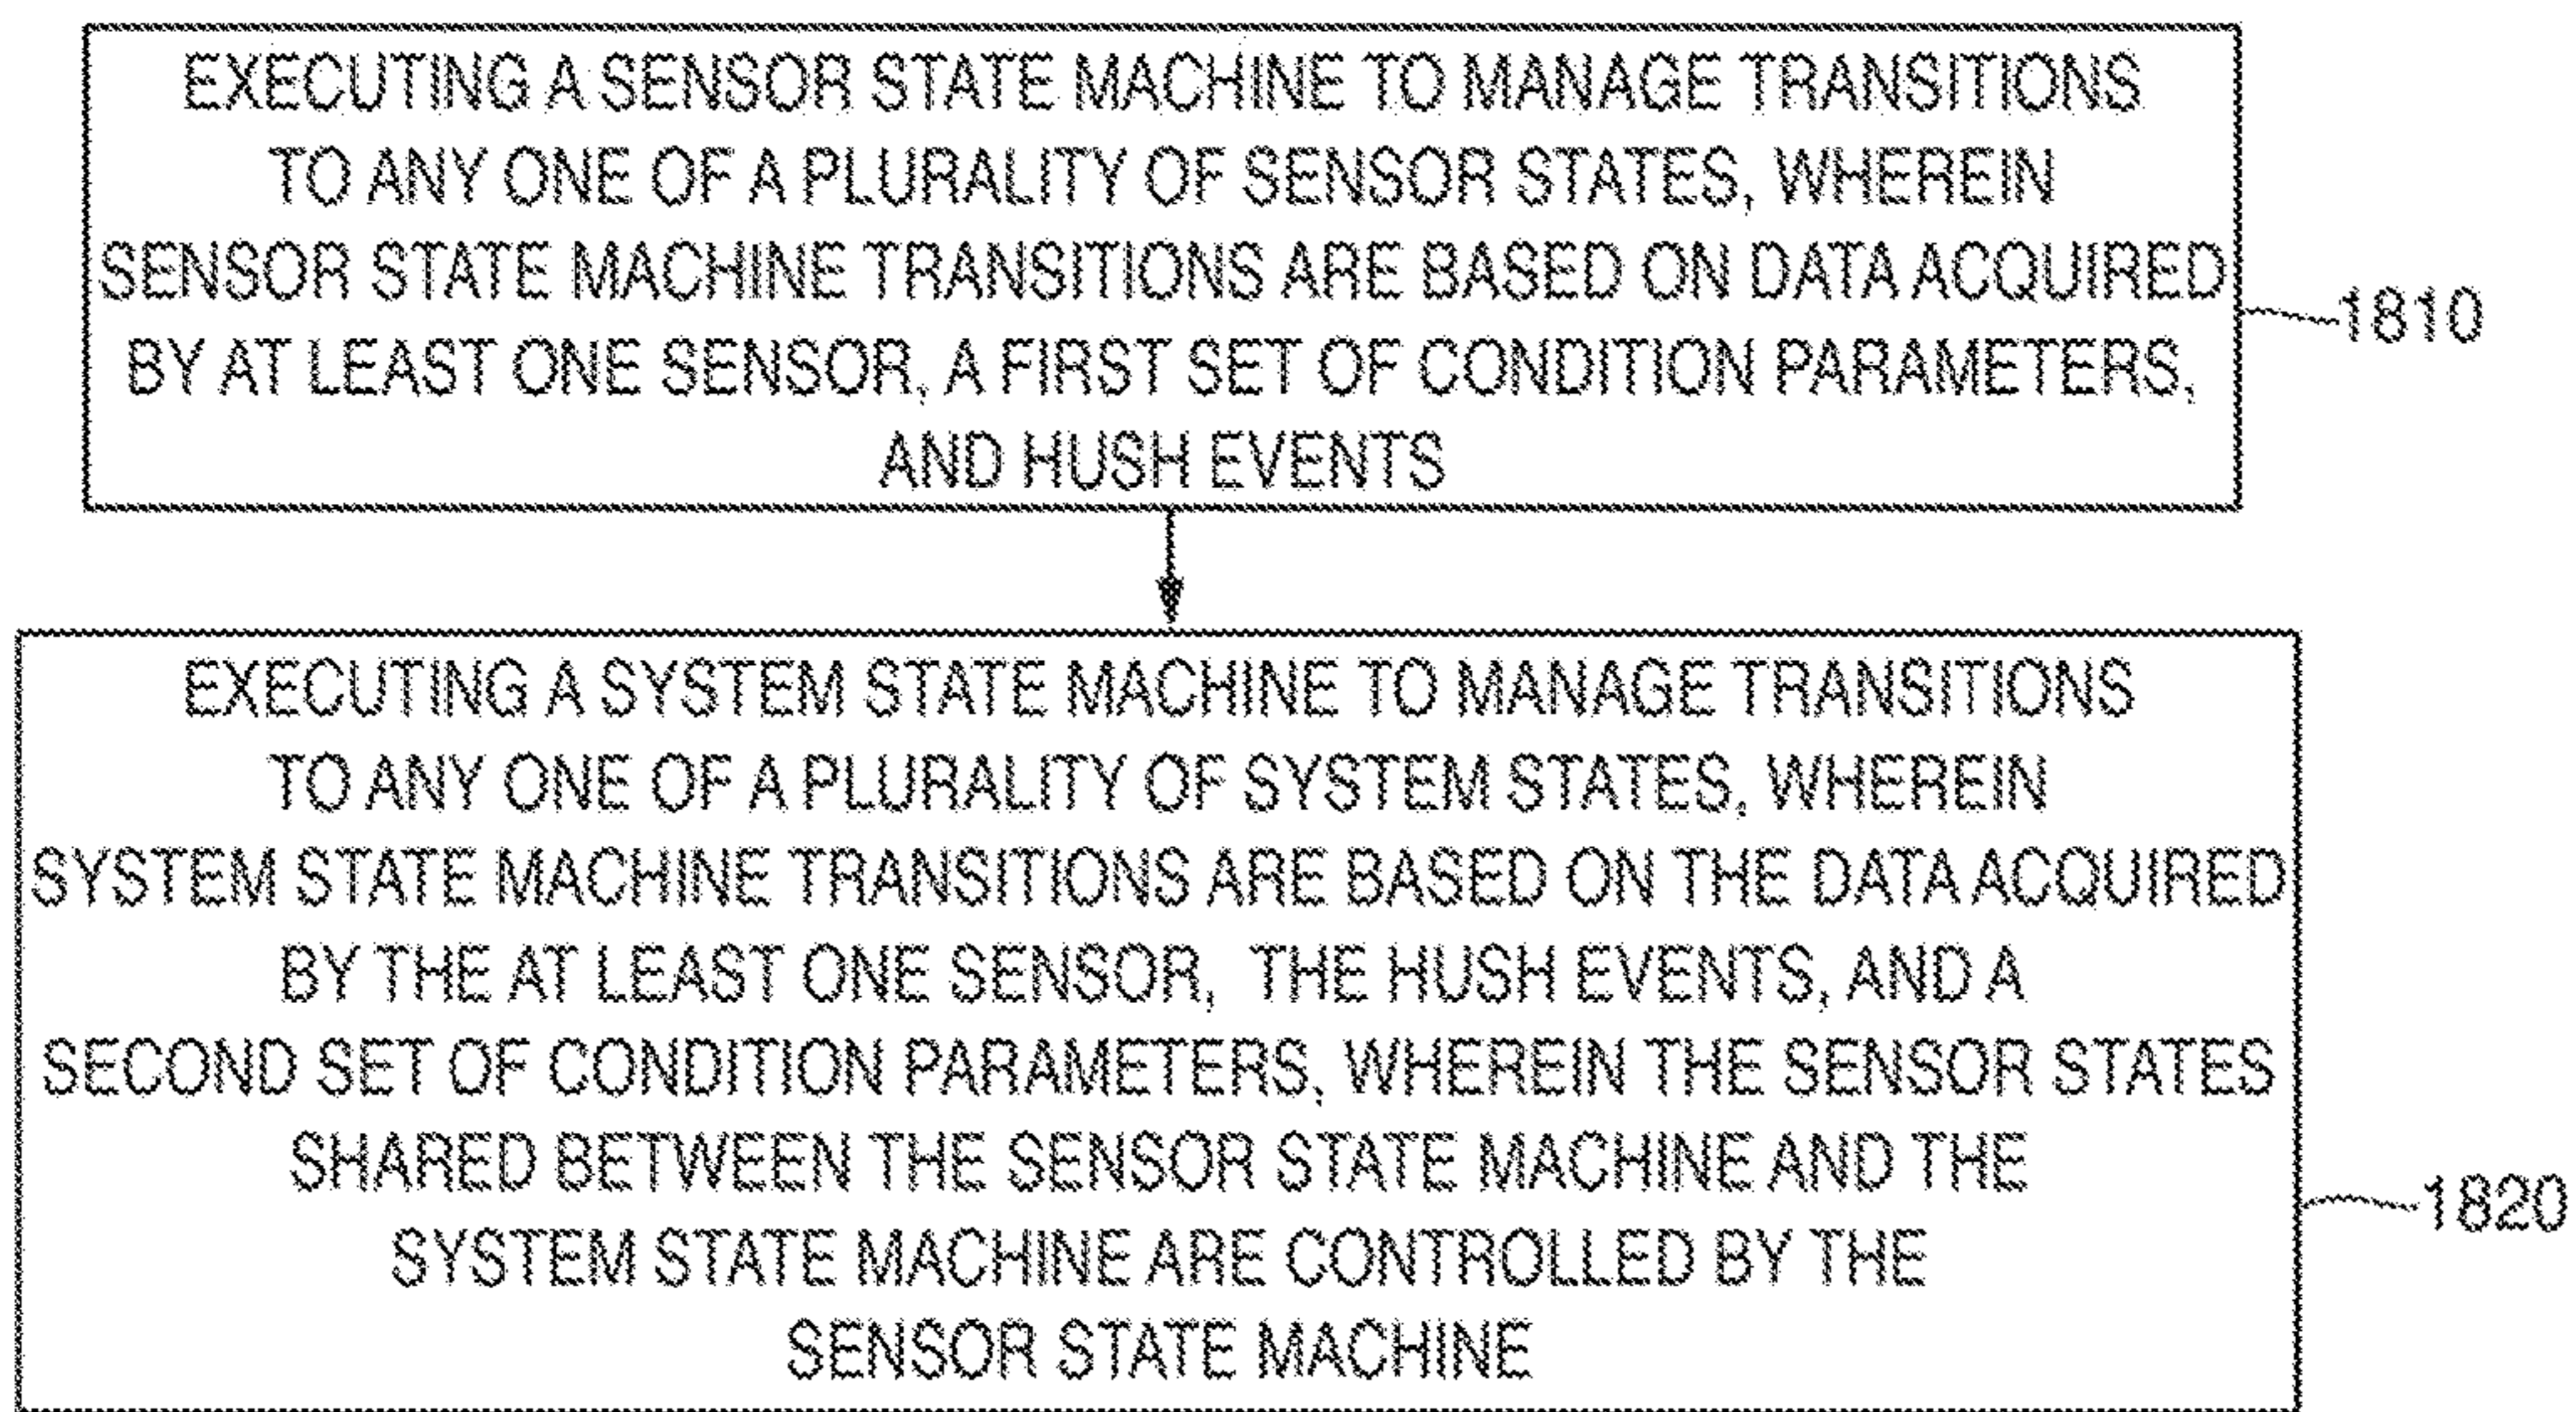 EXECUTING A SENSOR STATE MACHINE TO MANAGE TRANSITIONS
TO ANY ONE OF A PLURALITY OF SENSOR STATES, WHEREIN
SENSOR STATE MACHINE TRANSITIONS ARE BASED ON DATA ACQUIRED
BY AT LEAST ONE SENSOR, A FIRST SET OF CONDITION PARAMETERS,
AND HUSH EVENTS
1810
EXECUTING A SYSTEM STATE MACHINE TO MANAGE TRANSITIONS
TO ANY ONE OF A PLURALITY OF SYSTEM STATES, WHEREIN
SYSTEM STATE MACHINE TRANSITIONS ARE BASED ON THE DATA ACQUIRED
BY THE AT LEAST ONE SENSOR, THE HUSH EVENTS, AND A
SECOND SET OF CONDITION PARAMETERS, WHEREIN THE SENSOR STATES
SHARED BETWEEN THE SENSOR STATE MACHINE AND THE
SYSTEM STATE MACHINE ARE CONTROLLED BY THE
SENSOR STATE MACHINE
1820